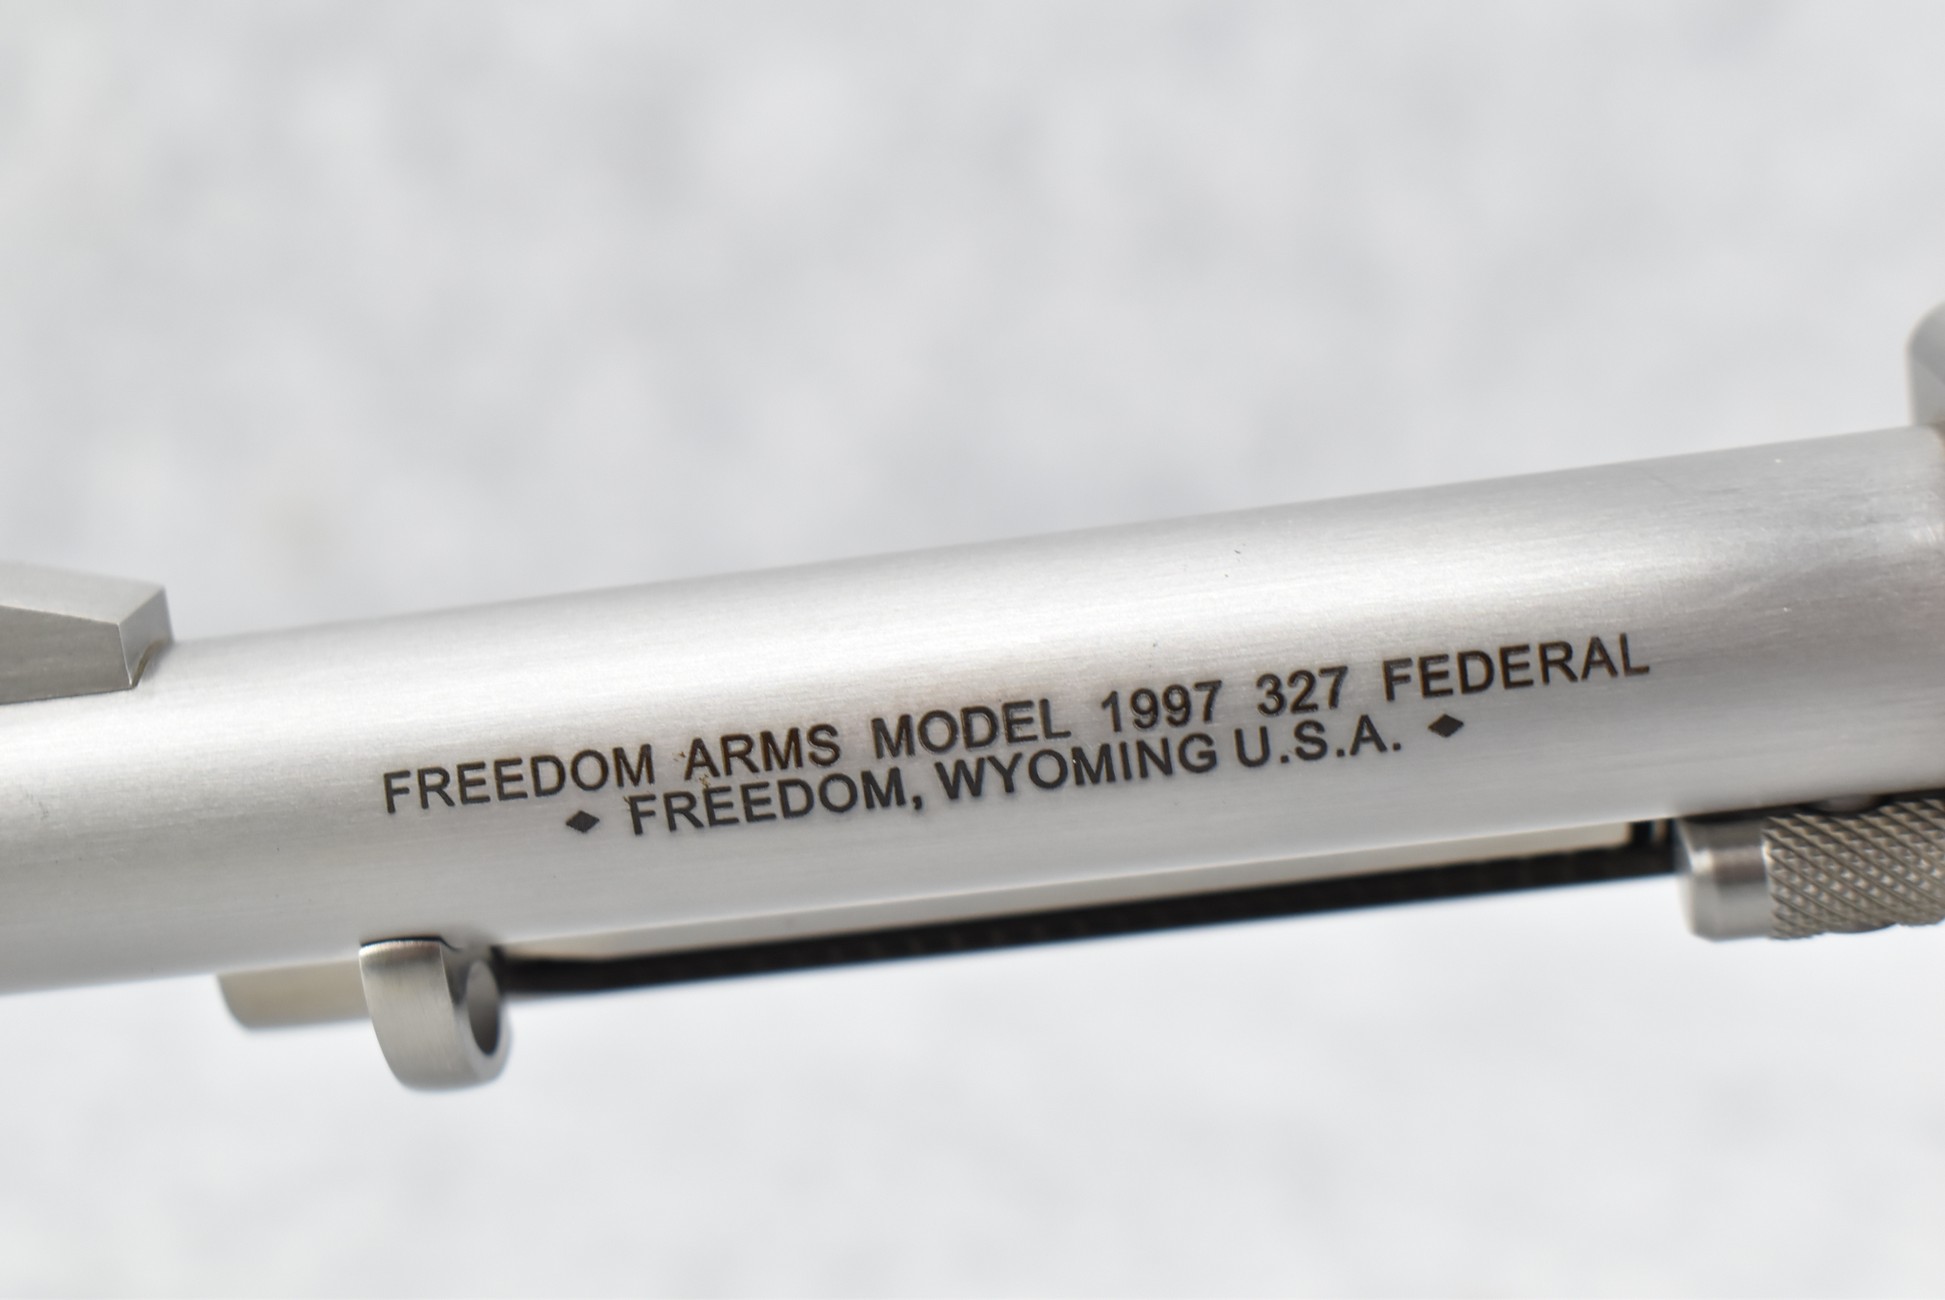 FREEDOM ARMS MODEL 1997 327 FEDERAL
◆ FREEDOM, WYOMING U.S.A. ◆